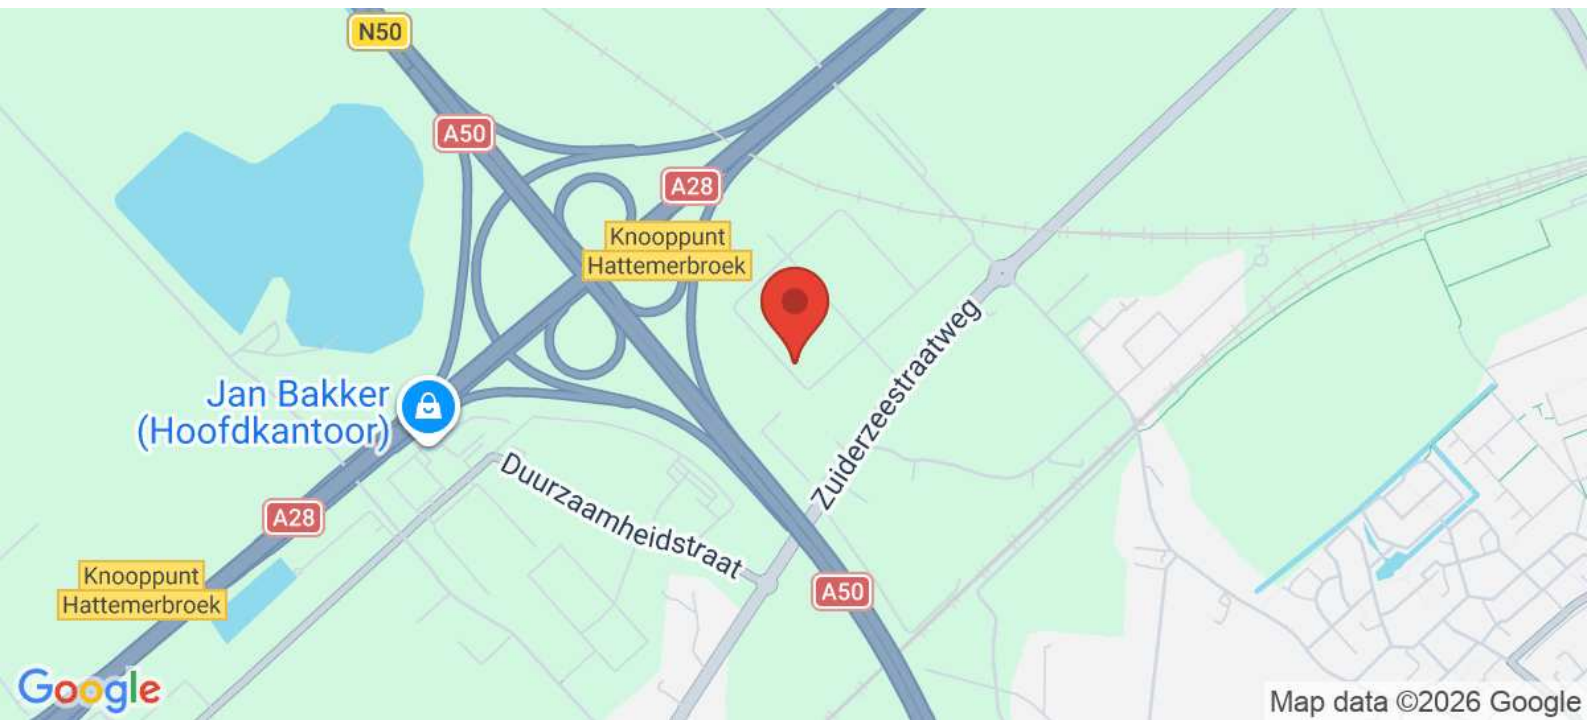 N50
A50
A28
Knooppunt
Hattemerbroek
Jan Bakker
(Hoofdkantoor)
Zuiderzeestraatweg
Duurzaamheidstraat
A28
Knooppunt
Hattemerbroek
A50
Google
Map data ©2026 Google